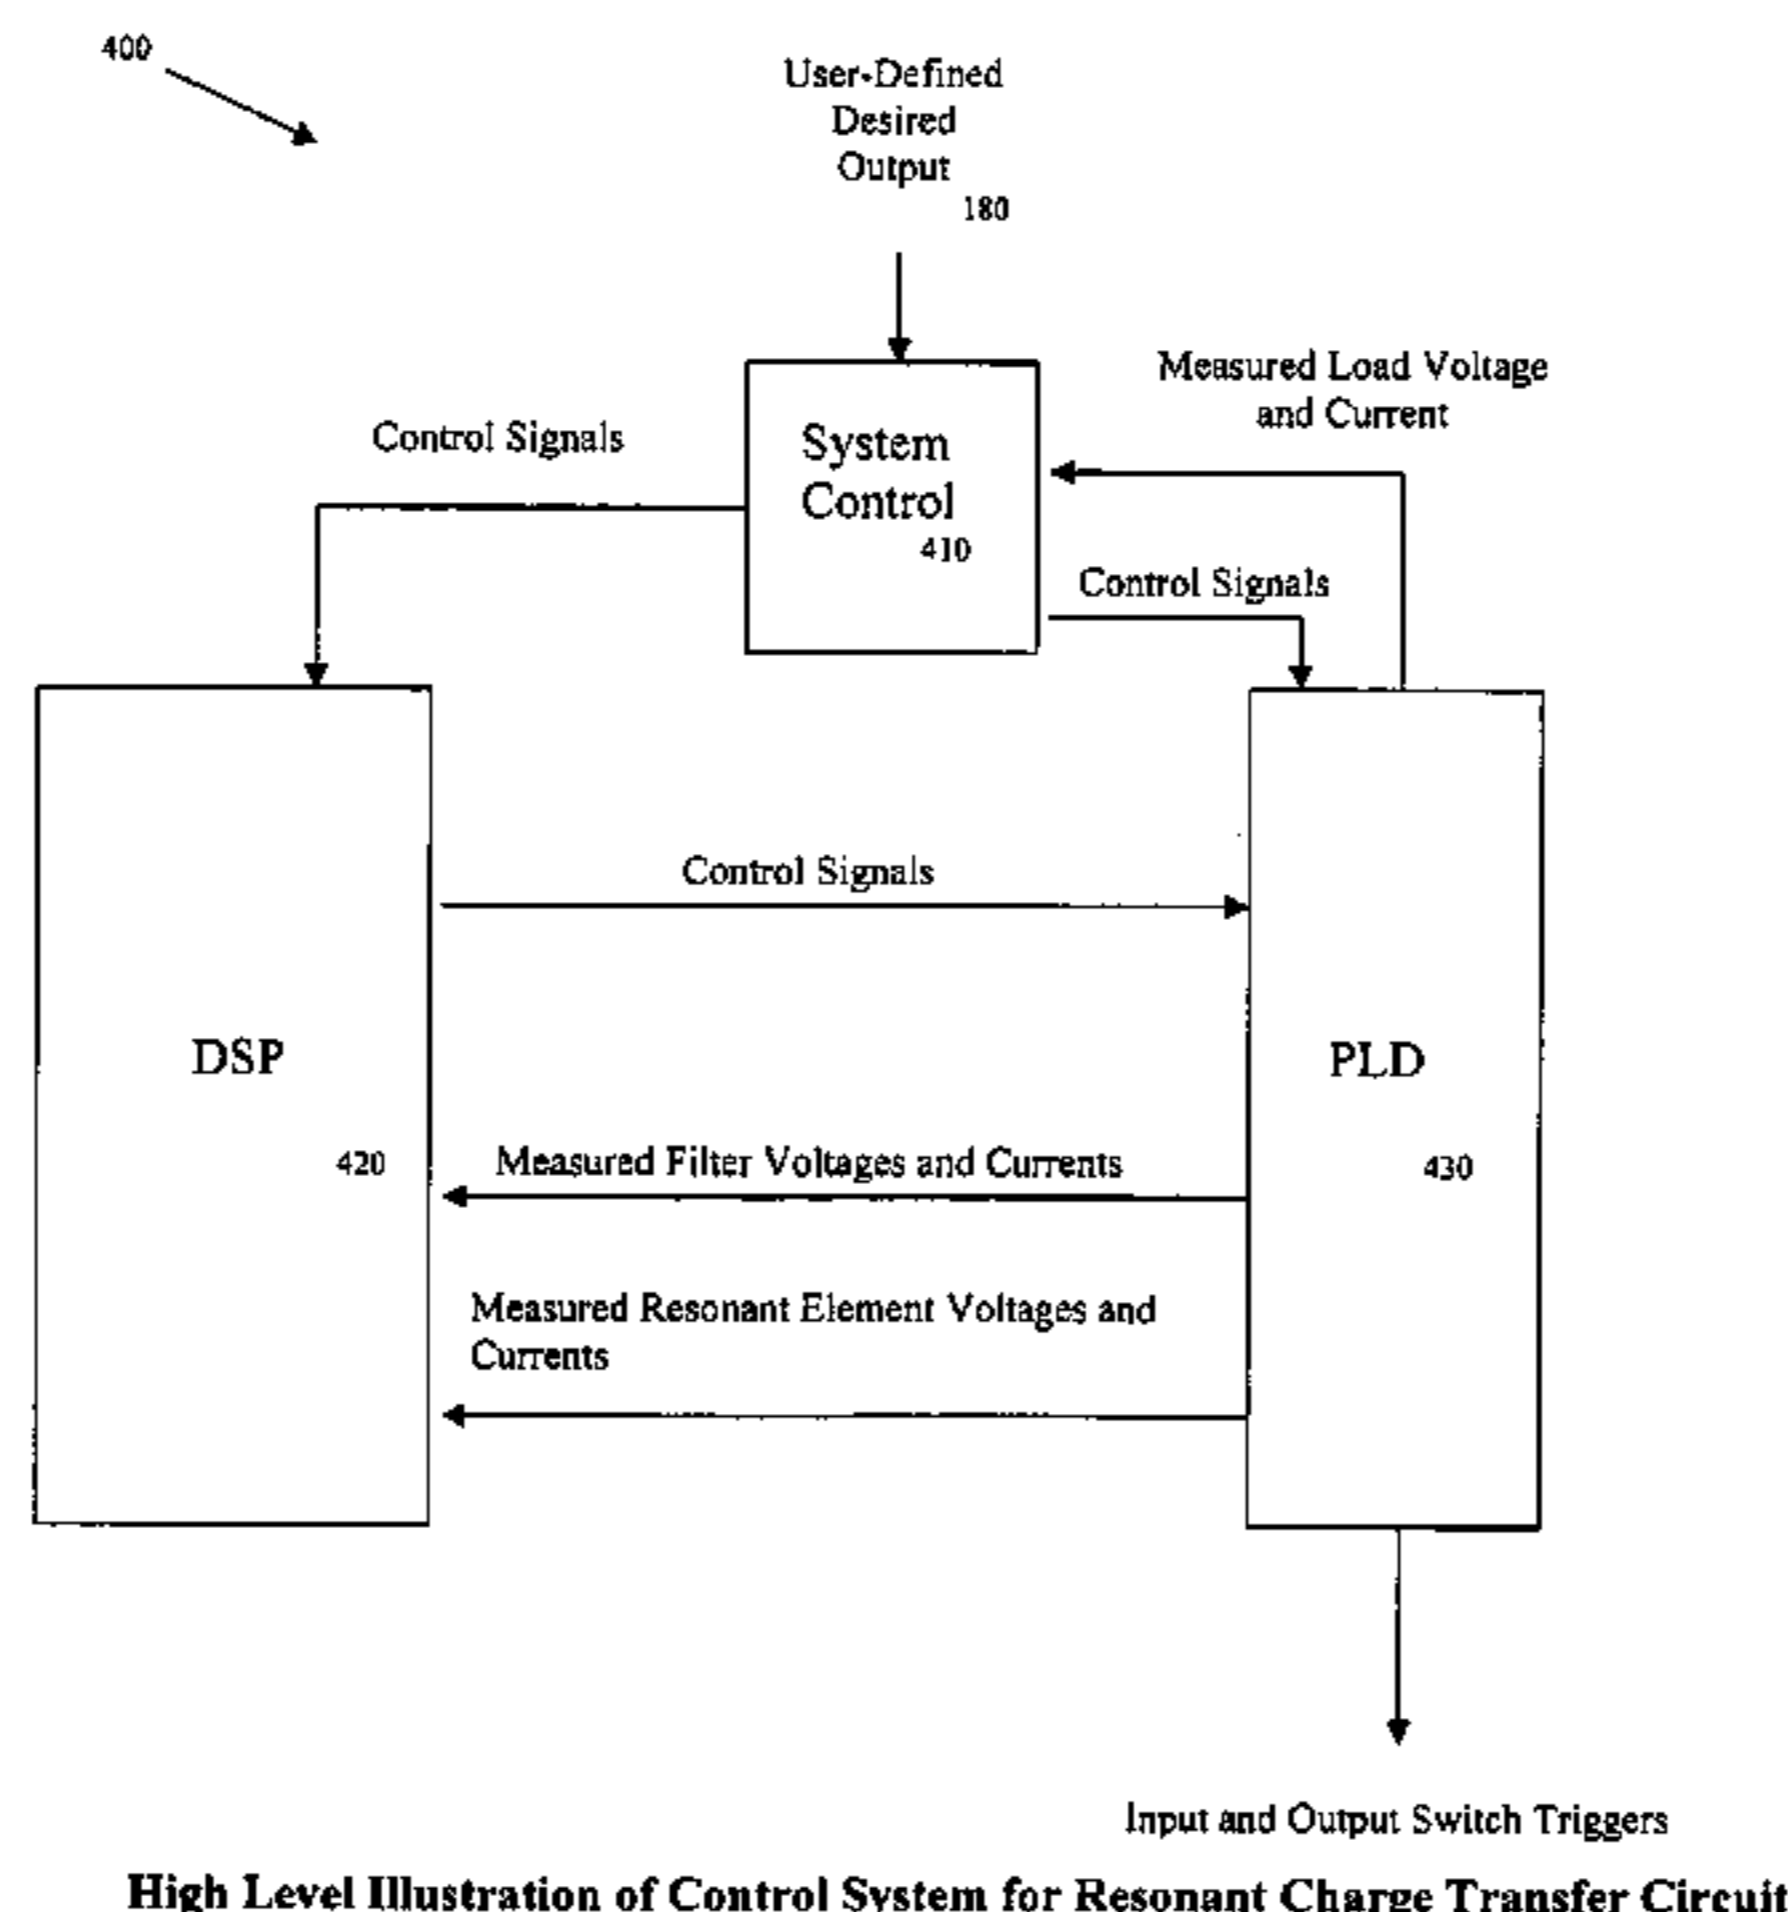 400
User-Defined
Desired
Output
180
Measured Load Voltage
and Current
Control Signals
System
Control
410
Control Signals
Control Signals
DSP
PLD
420
Measured Filter Voltages and Currents
430
Measured Resonant Element Voltages and
Currents
Input and Output Switch Triggers
High Level Illustration of Control System for Resonant Charge Transfer Circuit